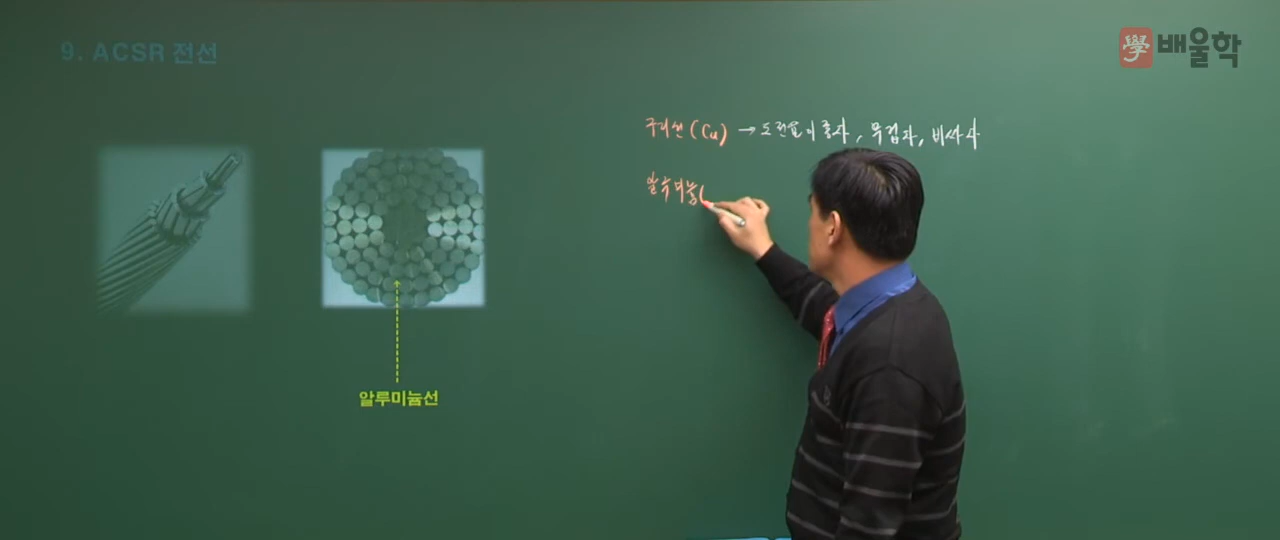 9. ACSR 전선
學 배울학
구리선 (Cu) → 도전율이 좋다, 무겁다, 비싸다
알루미늄(
알루미늄선